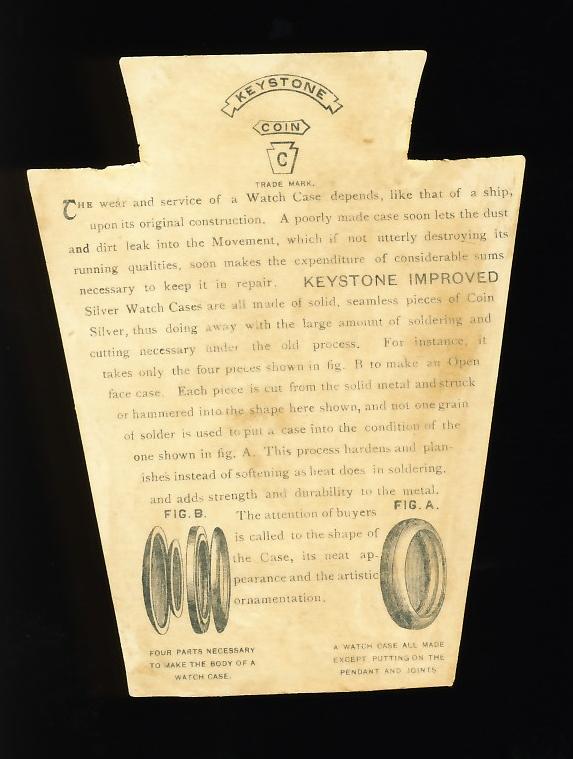 KEYSTONE
COIN
C
TRADE MARK.
THE wear and service of a Watch Case depends, like that of a ship,
upon its original construction. A poorly made case soon lets the dust
and dirt leak into the Movement, which if not utterly destroying its
running qualities, soon makes the expenditure of considerable sums
necessary to keep it in repair. KEYSTONE IMPROVED
Silver Watch Cases are all made of solid, seamless pieces of Coin
Silver, thus doing away with the large amount of soldering and
cutting necessary under the old process. For instance, it
takes only the four pieces shown in fig. B to make an Open
face case. Each piece is cut from the solid metal and struck
or hammered into the shape here shown, and not one grain
of solder is used to put a case into the condition of the
one shown in fig. A. This process hardens and plan-
ishes instead of softening as heat does in soldering,
and adds strength and durability to the metal.
FIG. B.
The attention of buyers
is called to the shape of
the Case, its neat ap-
pearance and the artistic
ornamentation.
FIG. A.
FOUR PARTS NECESSARY
TO MAKE THE BODY OF A
WATCH CASE.
A WATCH CASE ALL MADE
EXCEPT PUTTING ON THE
PENDANT AND JOINTS